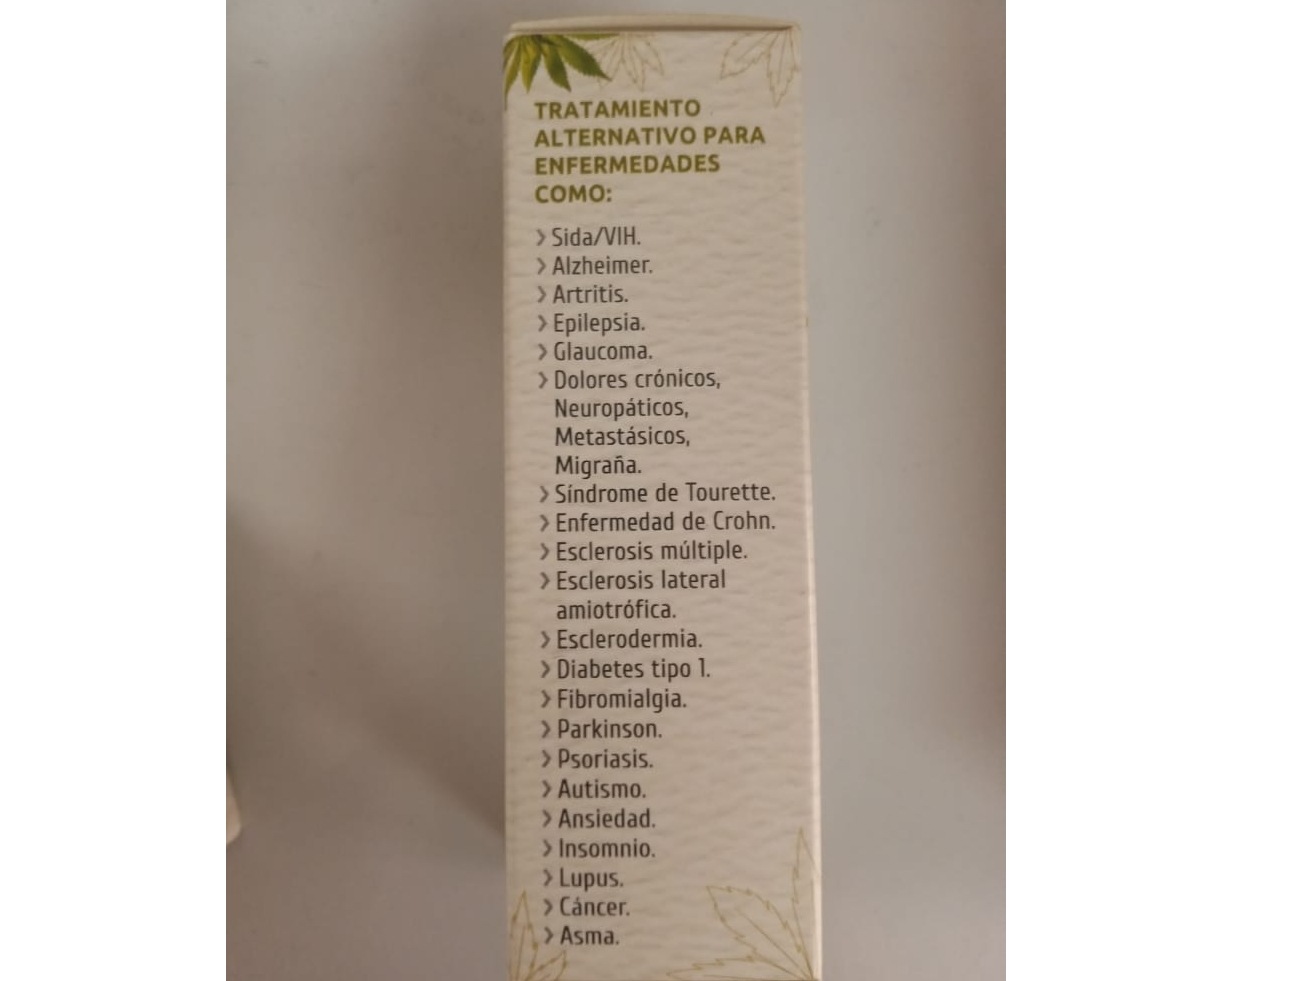 TRATAMIENTO
ALTERNATIVO PARA
ENFERMEDADES
COMO:
› Sida/VIH.
› Alzheimer.
› Artritis.
› Epilepsia.
› Glaucoma.
› Dolores crónicos,
Neuropáticos,
Metastásicos,
Migraña.
› Síndrome de Tourette.
› Enfermedad de Crohn.
› Esclerosis múltiple.
› Esclerosis lateral
amiotrófica.
› Esclerodermia.
› Diabetes tipo 1.
› Fibromialgia.
› Parkinson.
› Psoriasis.
› Autismo.
› Ansiedad.
› Insomnio.
› Lupus.
› Cáncer.
› Asma.